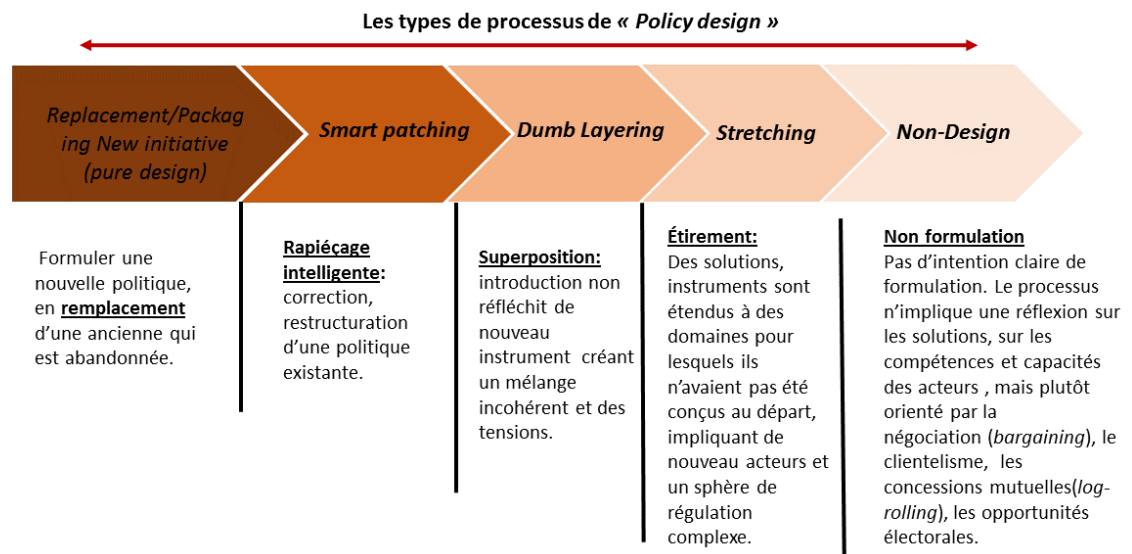 Les types de processus de « Policy design »
Replacement/Packag
ing New initiative
(pure design)
Smart patching
Dumb Layering
Stretching
Non-Design
Formuler une
nouvelle politique,
en remplacement
d’une ancienne qui
est abandonnée.
Rapiéçage
intelligente:
correction,
restructuration
d’une politique
existante.
Superposition:
introduction non
réfléchit de
nouveau
instrument créant
un mélange
incohérent et des
tensions.
Étirement:
Des solutions,
instruments sont
étendus à des
domaines pour
lesquels ils
n’avaient pas été
conçus au départ,
impliquant de
nouveau acteurs et
un sphère de
régulation
complexe.
Non formulation
Pas d’intention claire de
formulation. Le processus
n’implique une réflexion sur
les solutions, sur les
compétences et capacités
des acteurs , mais plutôt
orienté par la
négociation (bargaining), le
clientelisme, les
concessions mutuelles(log-
rolling), les opportunités
électorales.